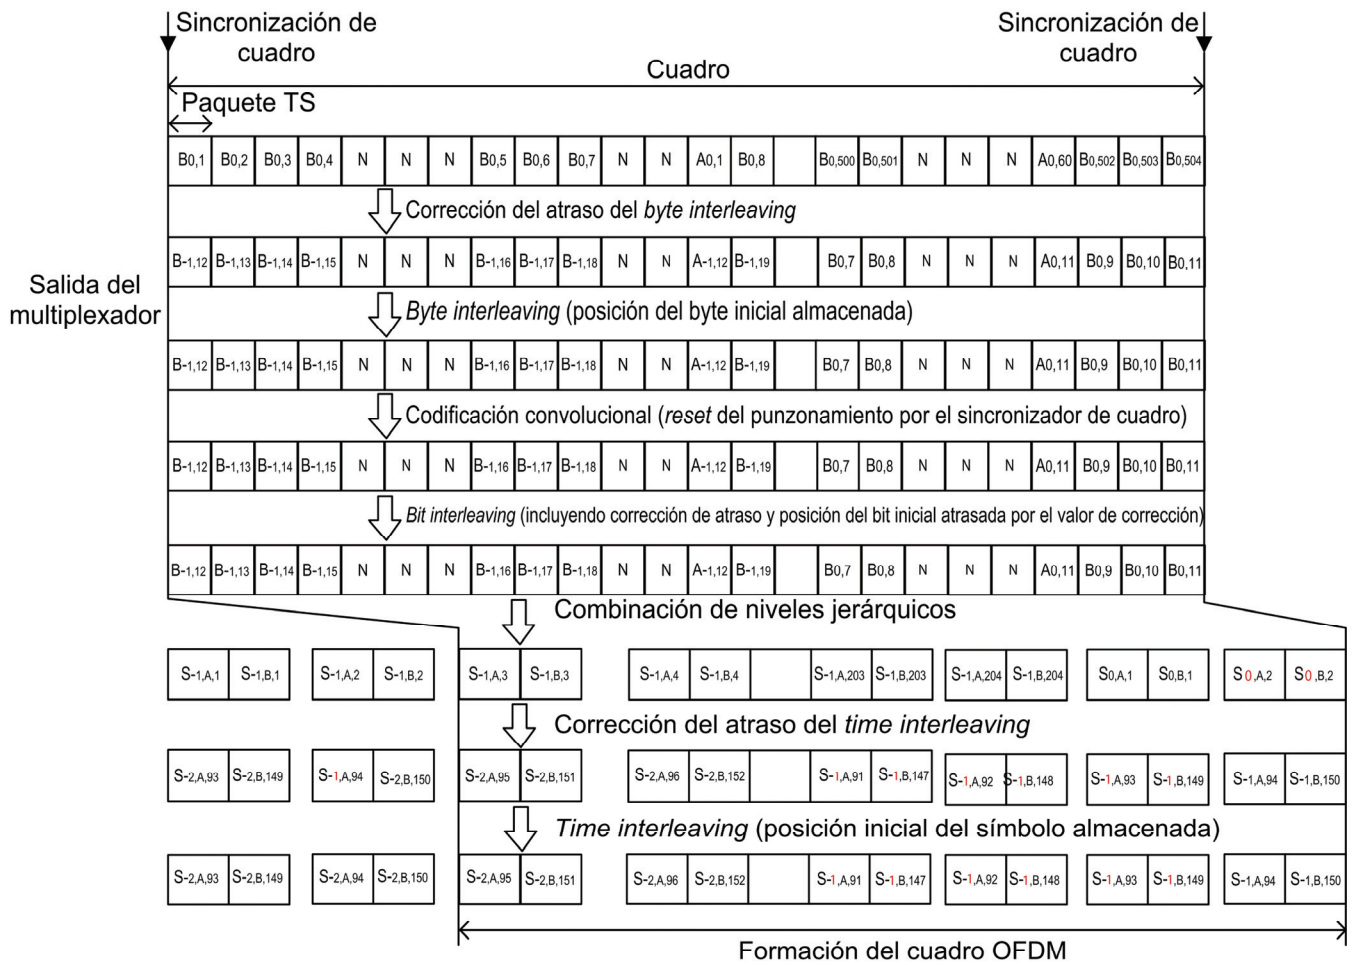 Sincronización de
cuadro
Sincronización de
cuadro
Cuadro
Paquete TS
B0,1 B0,2 B0,3 B0,4 N N N B0,5 B0,6 B0,7 N N A0,1 B0,8 B0,500 B0,501 N N N A0,60 B0,502 B0,503 B0,504
Corrección del atraso del byte interleaving
B-1,12 B-1,13 B-1,14 B-1,15 N N N B-1,16 B-1,17 B-1,18 N N A-1,12 B-1,19 B0,7 B0,8 N N N A0,11 B0,9 B0,10 B0,11
Salida del
multiplexador
Byte interleaving (posición del byte inicial almacenada)
B-1,12 B-1,13 B-1,14 B-1,15 N N N B-1,16 B-1,17 B-1,18 N N A-1,12 B-1,19 B0,7 B0,8 N N N A0,11 B0,9 B0,10 B0,11
Codificación convolucional (reset del punzonamiento por el sincronizador de cuadro)
B-1,12 B-1,13 B-1,14 B-1,15 N N N B-1,16 B-1,17 B-1,18 N N A-1,12 B-1,19 B0,7 B0,8 N N N A0,11 B0,9 B0,10 B0,11
Bit interleaving (incluyendo corrección de atraso y posición del bit inicial atrasada por el valor de corrección)
B-1,12 B-1,13 B-1,14 B-1,15 N N N B-1,16 B-1,17 B-1,18 N N A-1,12 B-1,19 B0,7 B0,8 N N N A0,11 B0,9 B0,10 B0,11
Combinación de niveles jerárquicos
S-1,A,1 S-1,B,1 S-1,A,2 S-1,B,2 S-1,A,3 S-1,B,3 S-1,A,4 S-1,B,4 S-1,A,203 S-1,B,203 S-1,A,204 S-1,B,204 S0,A,1 S0,B,1 S0,A,2 S0,B,2
Corrección del atraso del time interleaving
S-2,A,93 S-2,B,149 S-1,A,94 S-2,B,150 S-2,A,95 S-2,B,151 S-2,A,96 S-2,B,152 S-1,A,91 S-1,B,147 S-1,A,92 S-1,B,148 S-1,A,93 S-1,B,149 S-1,A,94 S-1,B,150
Time interleaving (posición inicial del símbolo almacenada)
S-2,A,93 S-2,B,149 S-2,A,94 S-2,B,150 S-2,A,95 S-2,B,151 S-2,A,96 S-2,B,152 S-1,A,91 S-1,B,147 S-1,A,92 S-1,B,148 S-1,A,93 S-1,B,149 S-1,A,94 S-1,B,150
Formación del cuadro OFDM